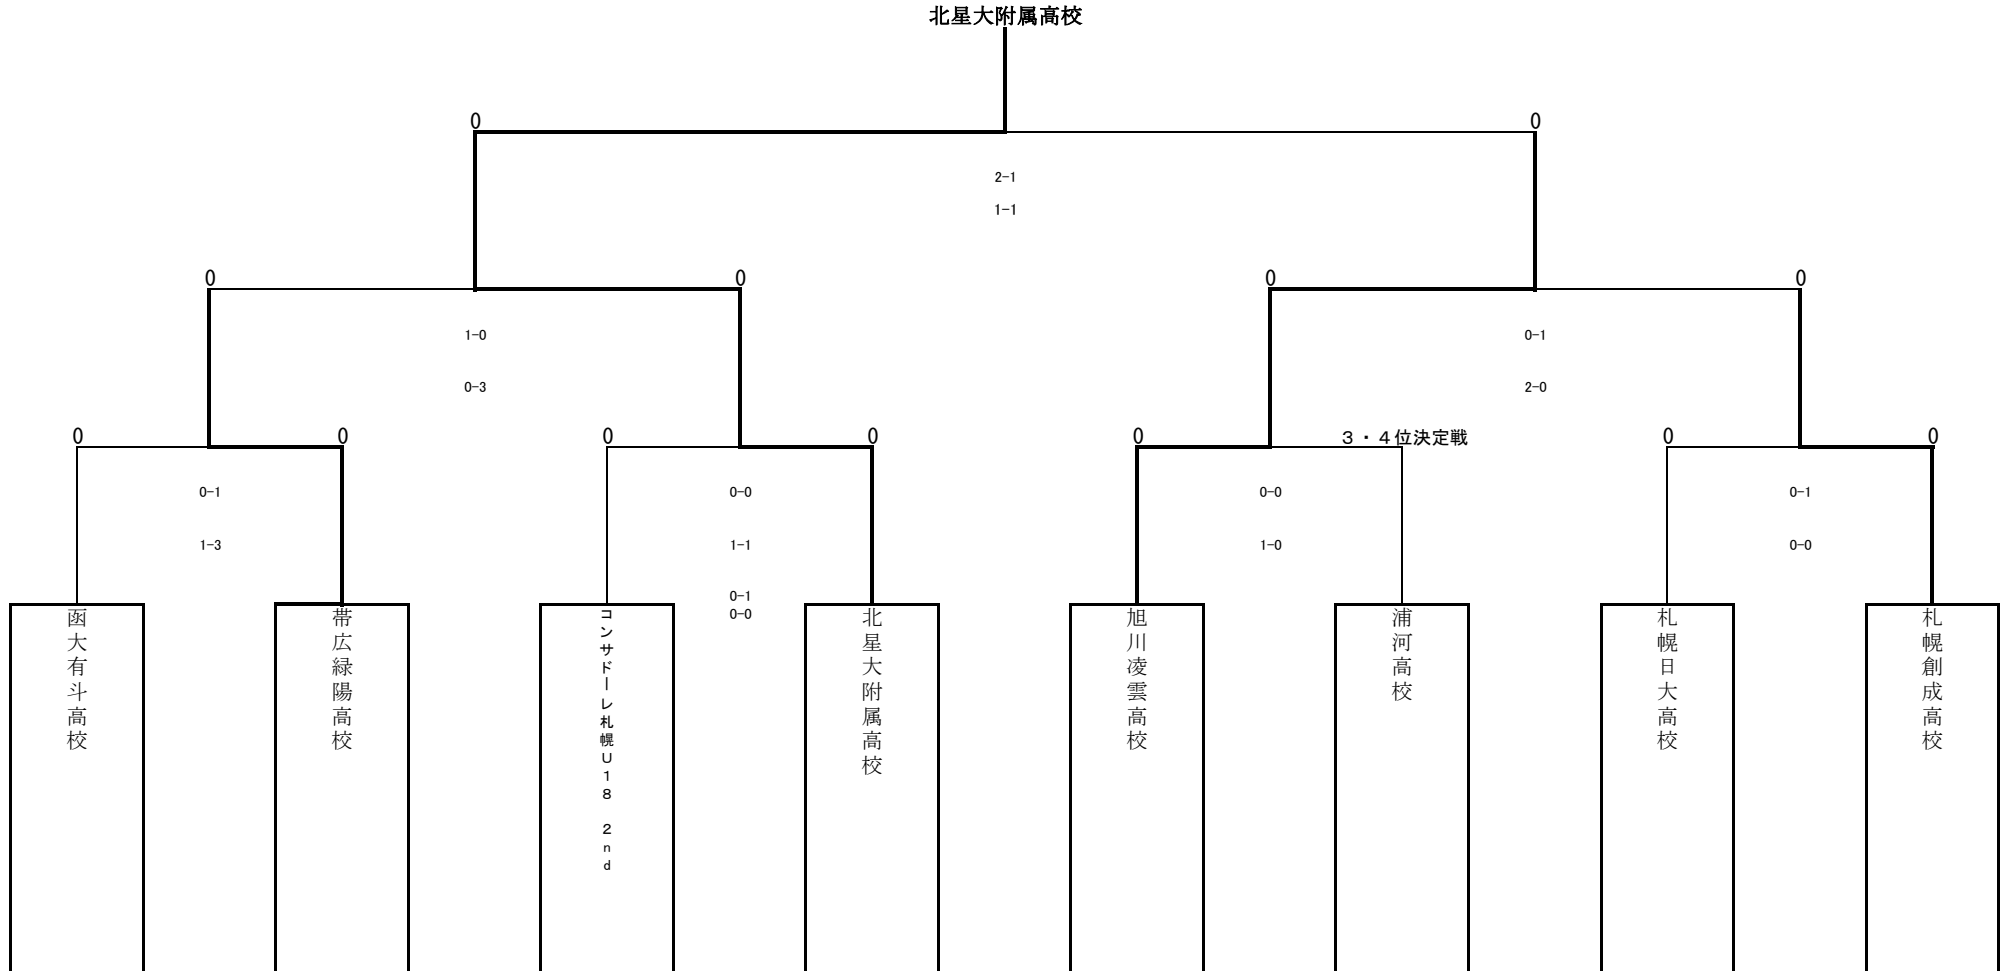 北星大附属高校
0 0
2-1
1-1
0 0 0 0
1-0 0-1
0-3 2-0
0 0 0 0 0 3・4位決定戦 0 0
0-1 0-0 0-0 0-1
1-3 1-1 1-0 0-0
0-1
0-0
函大有斗高校
帯広緑陽高校
コンサドーレ札幌U18 2nd
北星大附属高校
旭川凌雲高校
浦河高校
札幌日大高校
札幌創成高校